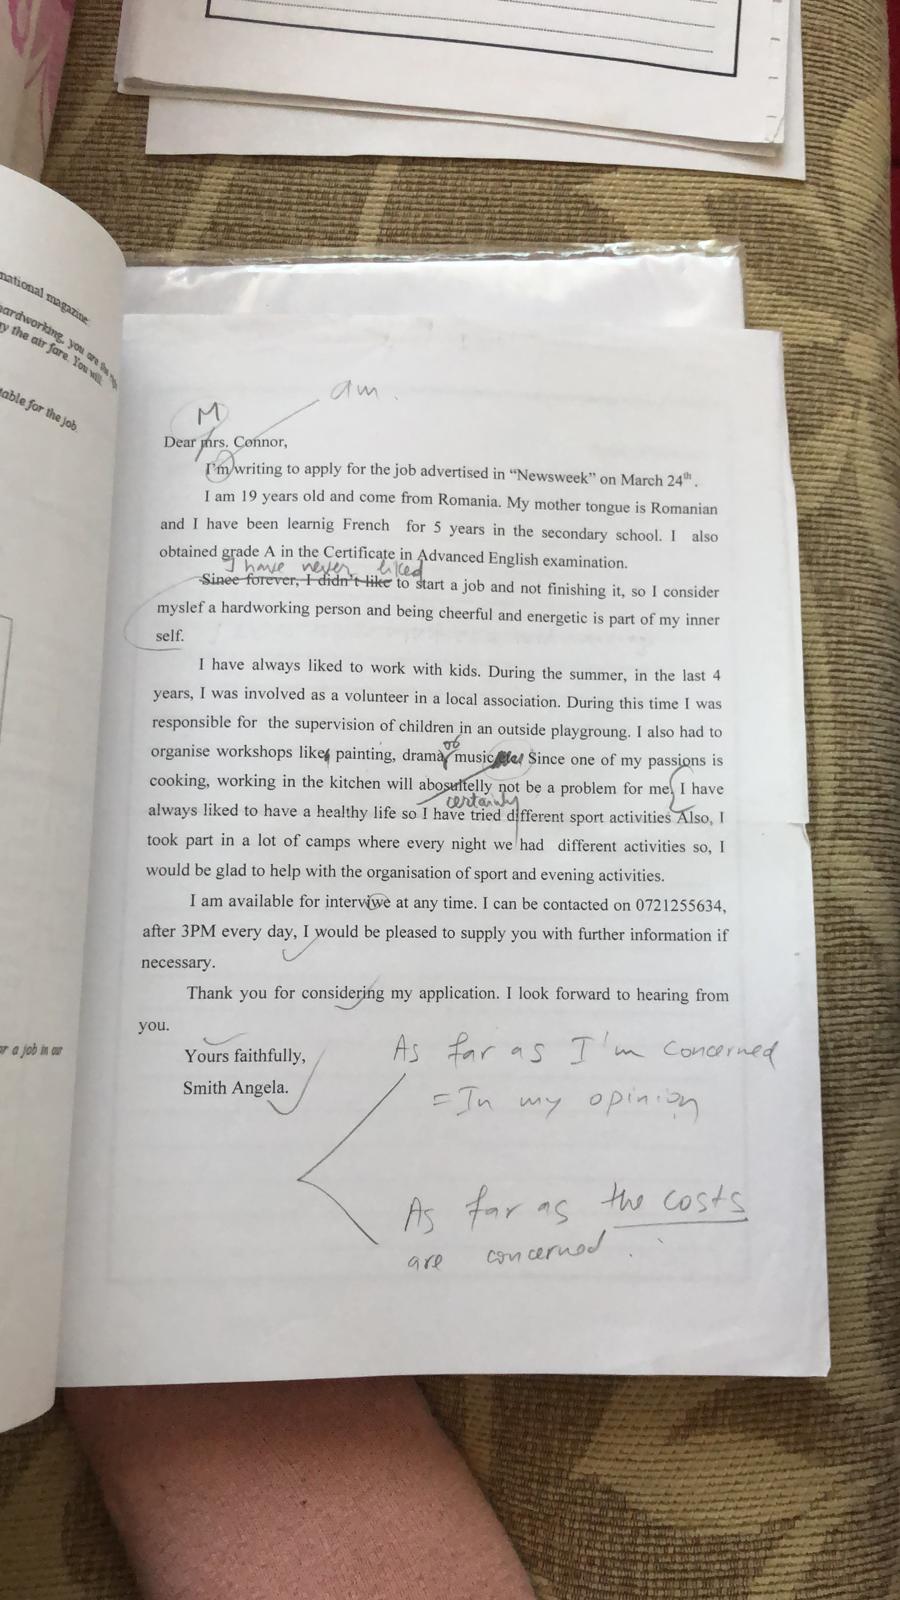 national magazine:
hardworking, you are the
y the air fare. You will
table for the job.
or a job in our
am.
M
Dear mrs. Connor,
I'm writing to apply for the job advertised in “Newsweek” on March 24th.
I am 19 years old and come from Romania. My mother tongue is Romanian
and I have been learnig French for 5 years in the secondary school. I also
obtained grade A in the Certificate in Advanced English examination.
I have never liked
Since forever, I didn't like to start a job and not finishing it, so I consider
myslef a hardworking person and being cheerful and energetic is part of my inner
self.
I have always liked to work with kids. During the summer, in the last 4
years, I was involved as a volunteer in a local association. During this time I was
responsible for the supervision of children in an outside playgroung. I also had to
organise workshops like painting, drama, music Since one of my passions is
cooking, working in the kitchen will abosultelly not be a problem for me. I have
certainly
always liked to have a healthy life so I have tried different sport activities Also, I
took part in a lot of camps where every night we had different activities so, I
would be glad to help with the organisation of sport and evening activities.
I am available for interviwe at any time. I can be contacted on 0721255634,
after 3PM every day, I would be pleased to supply you with further information if
necessary.
Thank you for considering my application. I look forward to hearing from
you.
Yours faithfully,
Smith Angela.
As far as I'm concerned
= In my opinion
As far as the costs
are concerned.